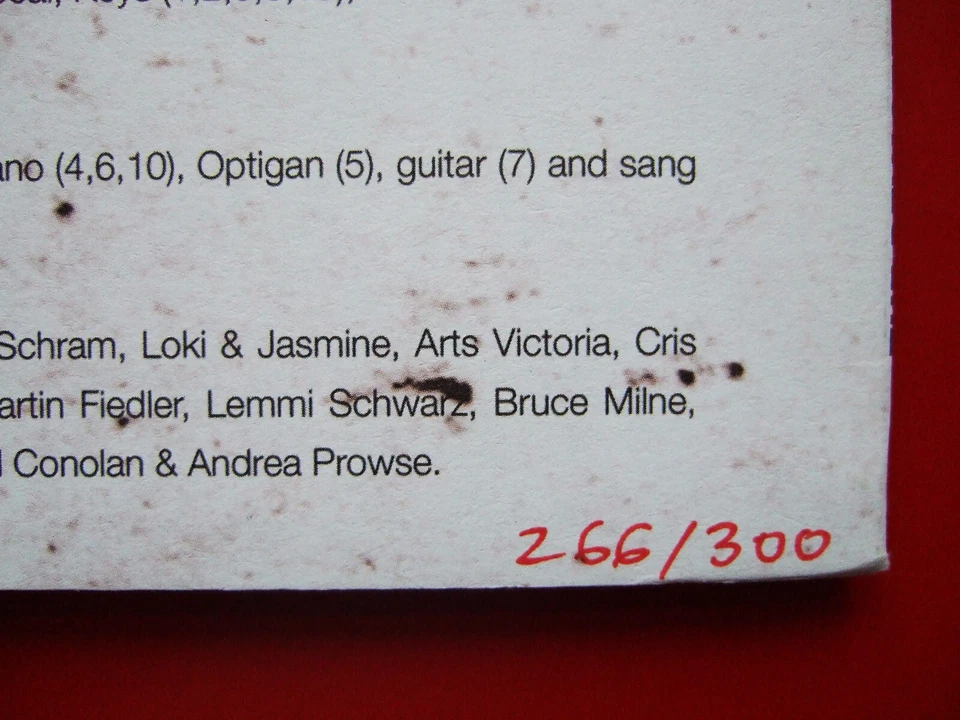 ano (4,6,10), Optigan (5), guitar (7) and sang
Schram, Loki & Jasmine, Arts Victoria, Cris
artin Fiedler, Lemmi Schwarz, Bruce Milne,
l Conolan & Andrea Prowse.
266/300